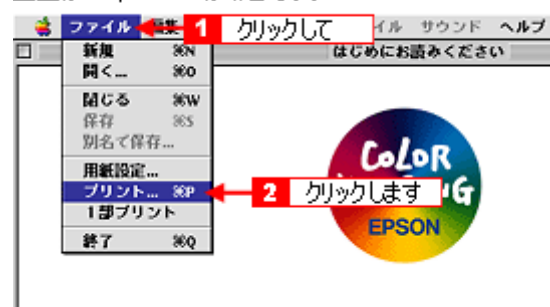 ファイル 1 クリックして イル サウンド ヘルプ
はじめにお読みください
新規 ⌘N
開く... ⌘O
閉じる ⌘W
保存 ⌘S
別名で保存...
用紙設定...
プリント... ⌘P 2 クリックします
1部プリント
終了 ⌘Q
COLOR
G
EPSON